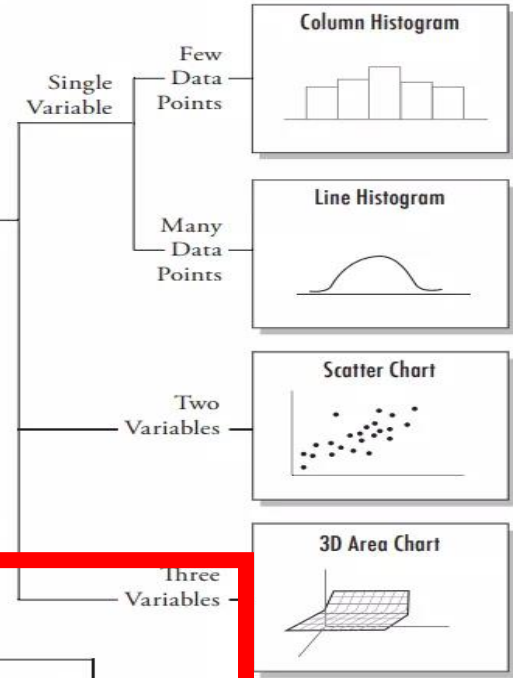 Column Histogram
Few
Data
Points
Single
Variable
Line Histogram
Many
Data
Points
Scatter Chart
Two
Variables
3D Area Chart
Three
Variables